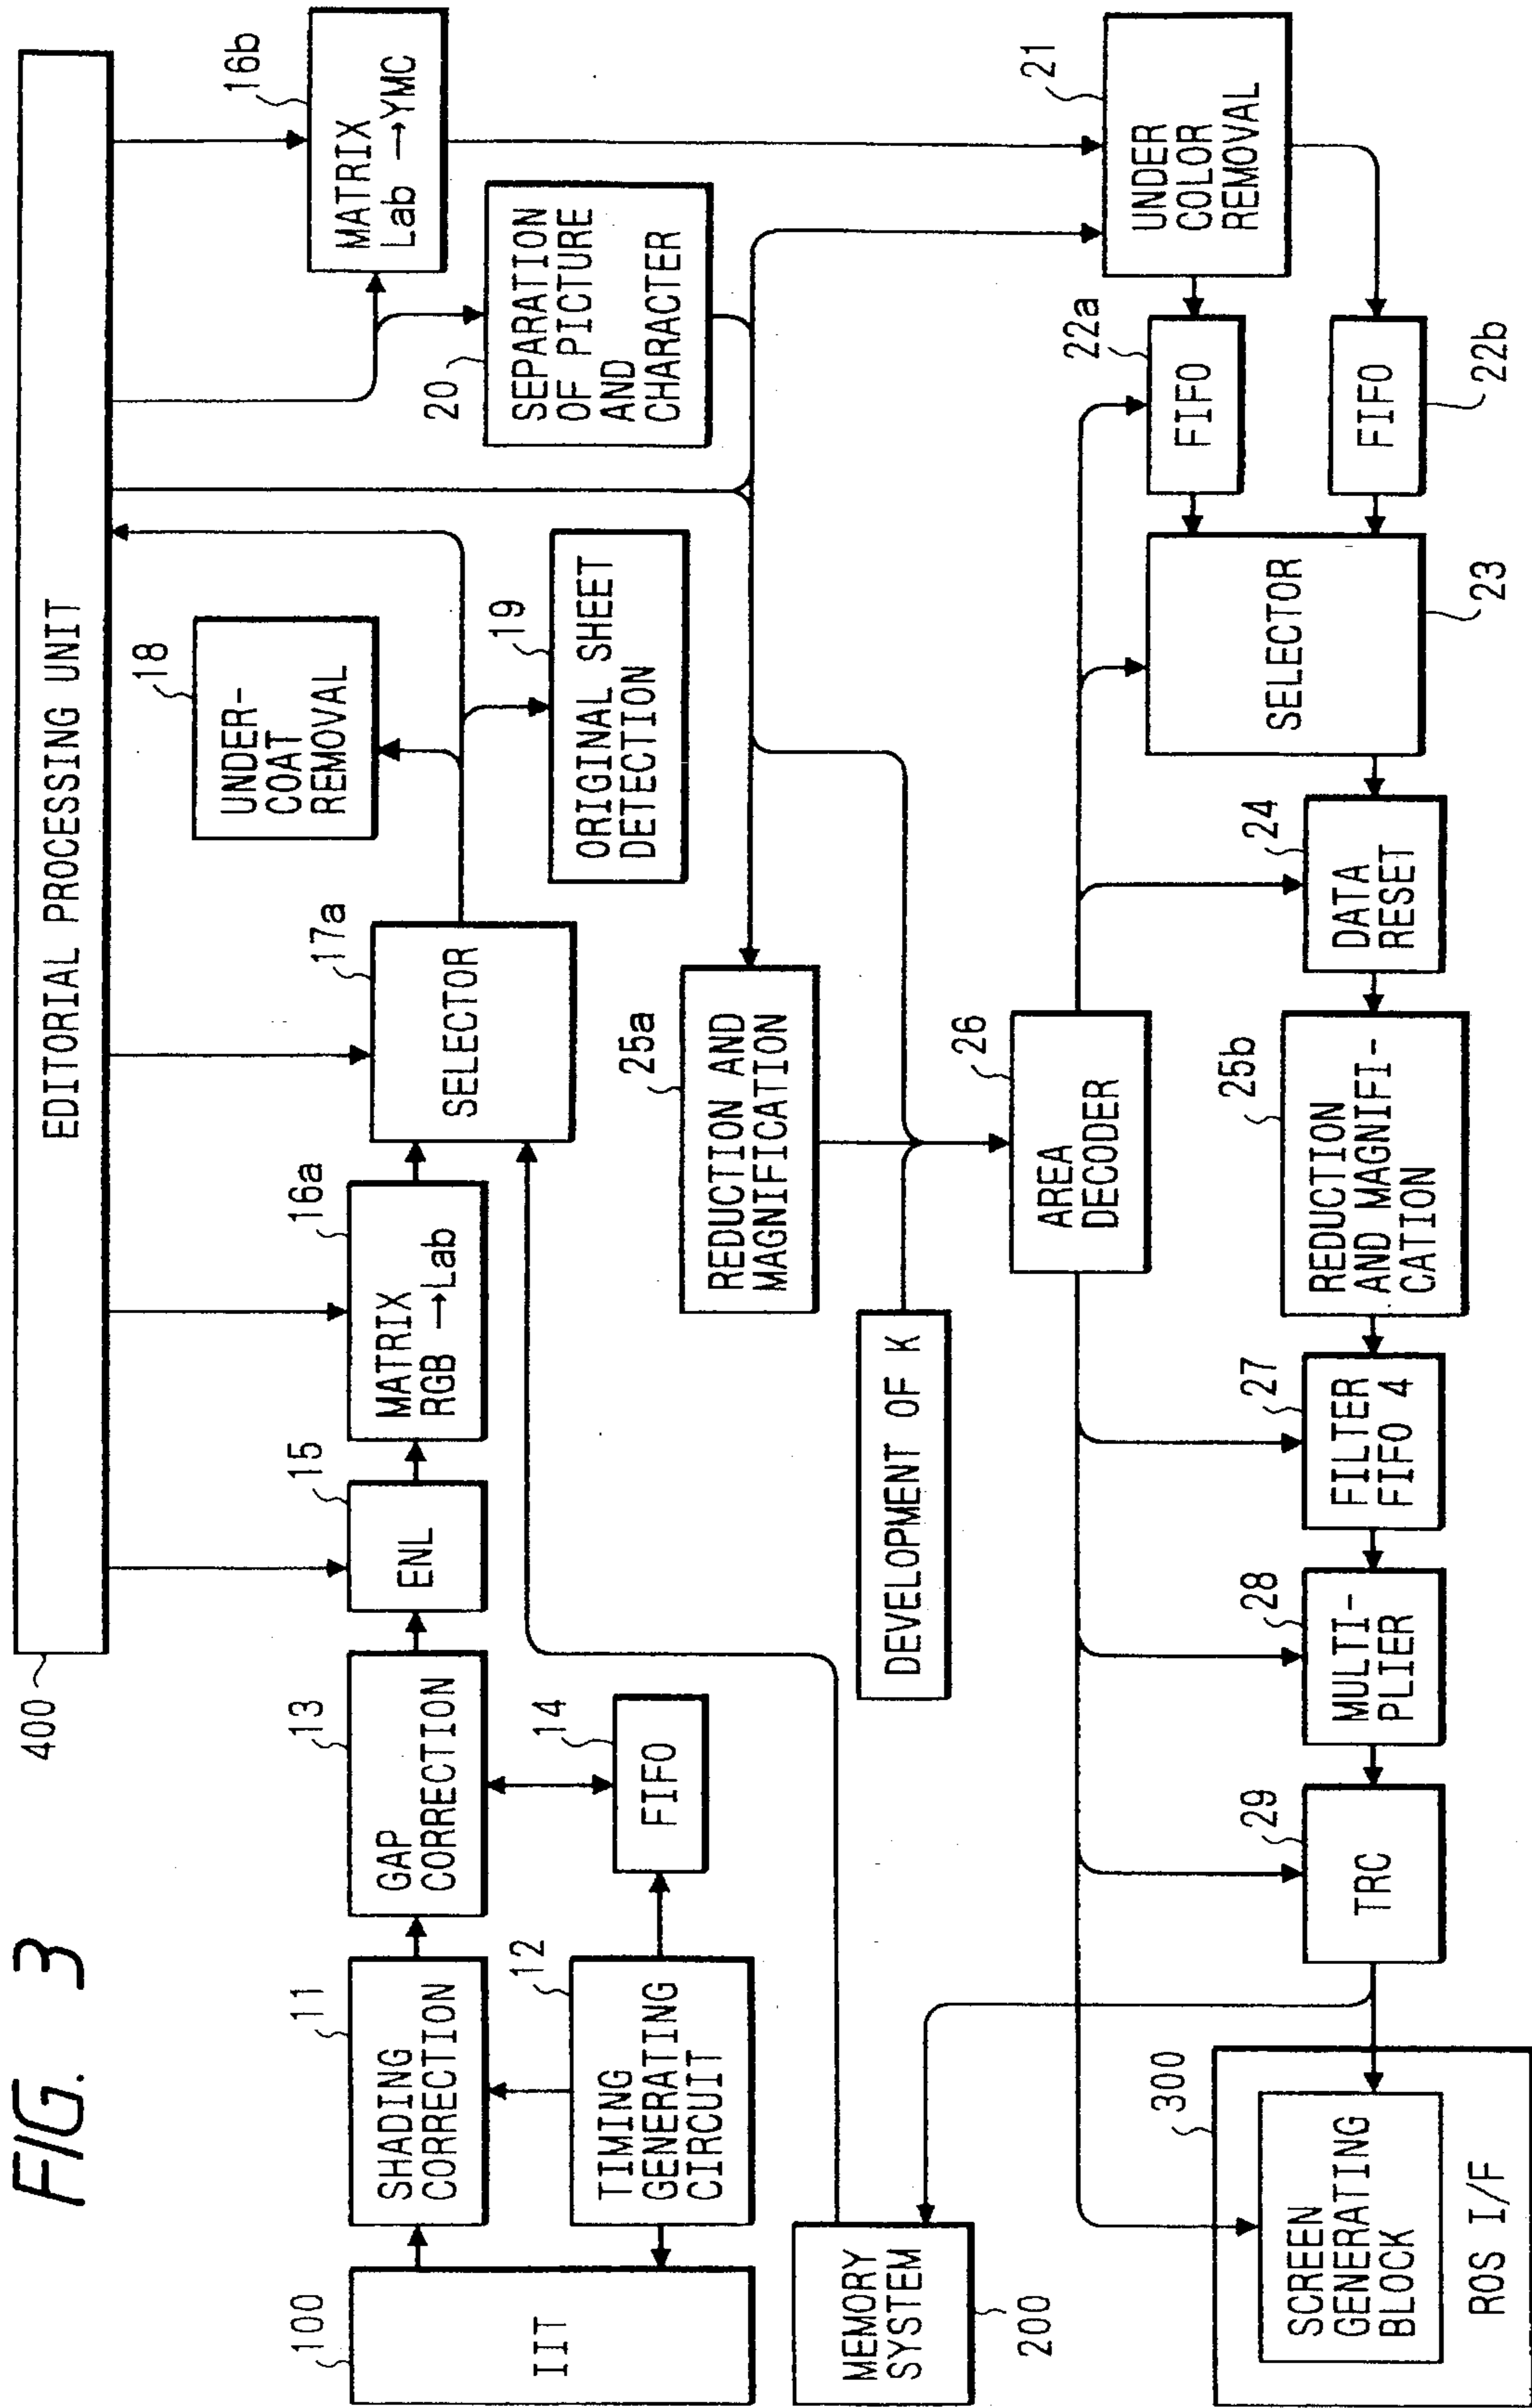 FIG. 3
400
EDITORIAL PROCESSING UNIT
100
IIT
11
SHADING
CORRECTION
12
TIMING
GENERATING
CIRCUIT
13
GAP
CORRECTION
14
FIFO
15
ENL
16a
MATRIX
RGB →Lab
17a
SELECTOR
18
UNDER-
COAT
REMOVAL
19
ORIGINAL SHEET
DETECTION
16b
MATRIX
Lab →YMC
20
SEPARATION
OF PICTURE
AND
CHARACTER
MEMORY
SYSTEM
200
DEVELOPMENT OF K
25a
REDUCTION AND
MAGNIFICATION
26
AREA
DECODER
21
UNDER
COLOR
REMOVAL
22a
FIFO
FIFO
22b
SELECTOR
23
24
DATA
RESET
25b
REDUCTION
AND MAGNIFI-
CATION
27
FILTER
FIFO 4
28
MULTI-
PLIER
29
TRC
300
SCREEN
GENERATING
BLOCK
ROS I/F